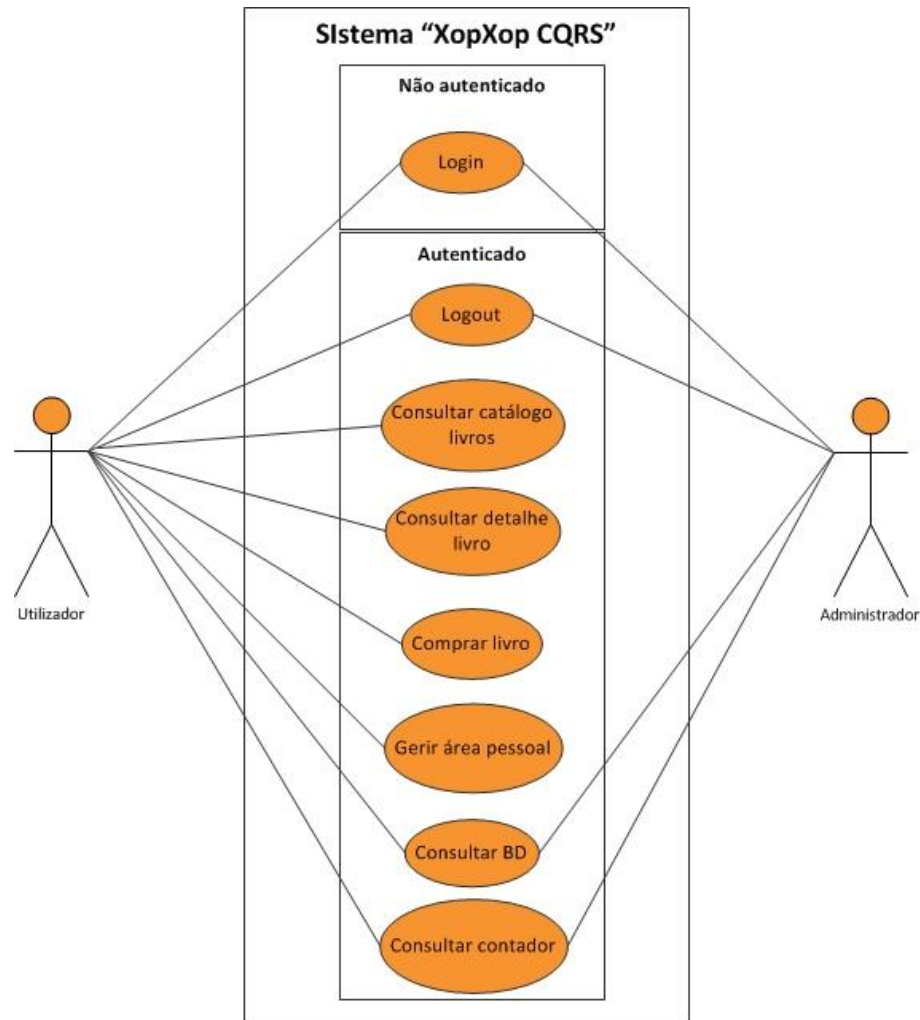 SIstema “XopXop CQRS”
Não autenticado
Login
Autenticado
Logout
Consultar catálogo
livros
Consultar detalhe
livro
Utilizador
Administrador
Comprar livro
Gerir área pessoal
Consultar BD
Consultar contador